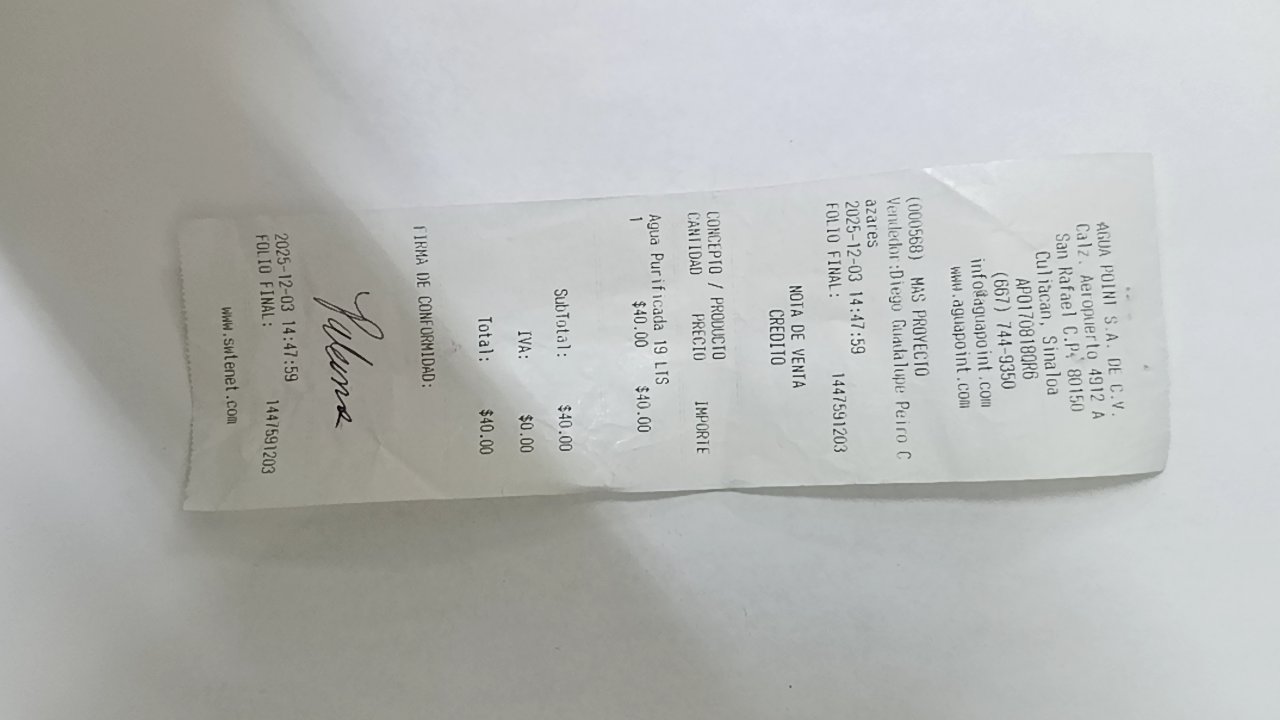 AGUA POINT S.A. DE C.V.
Calz. Aeropuerto 4912 A
San Rafael C.P. 80150
Culiacan, Sinaloa
APO170818QR6
(667) 744-9350
info@aguapoint.com
www.aguapoint.com
(000568) MAS PROYECTO
Vendedor:Diego Guadalupe Peiro C
azares
2025-12-03 14:47:59
FOLIO FINAL: 1447591203
NOTA DE VENTA
CREDITO
CONCEPTO / PRODUCTO
CANTIDAD PRECIO IMPORTE
Agua Purificada 19 LTS
1 $40.00 $40.00
SubTotal: $40.00
IVA: $0.00
Total: $40.00
FIRMA DE CONFORMIDAD:
2025-12-03 14:47:59
FOLIO FINAL: 1447591203
www.swtenet.com